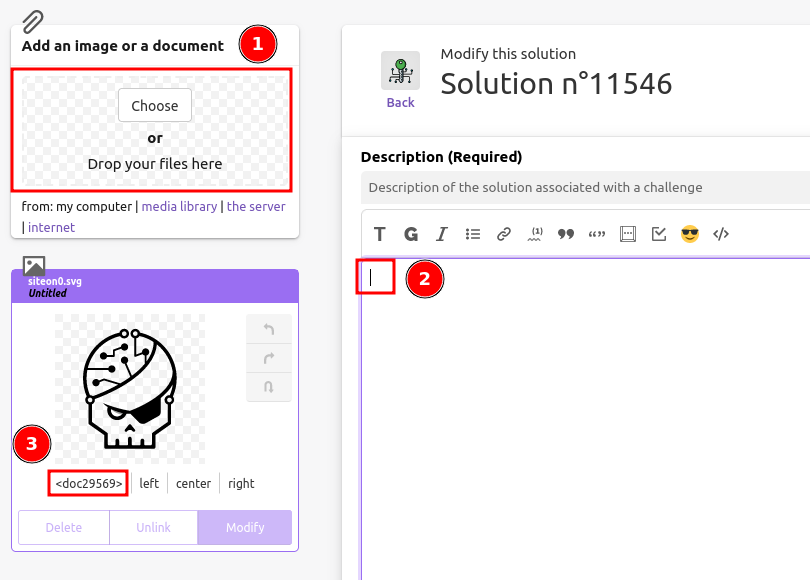 Add an image or a document
1
Choose
or
Drop your files here
from: my computer | media library | the server
| internet
siteon0.svg
Untitled
3
<doc29569>
left
center
right
Delete
Unlink
Modify
Modify this solution
Solution n°11546
Back
Description (Required)
Description of the solution associated with a challenge
T G I (1) ❞ “” 😎 </>
2